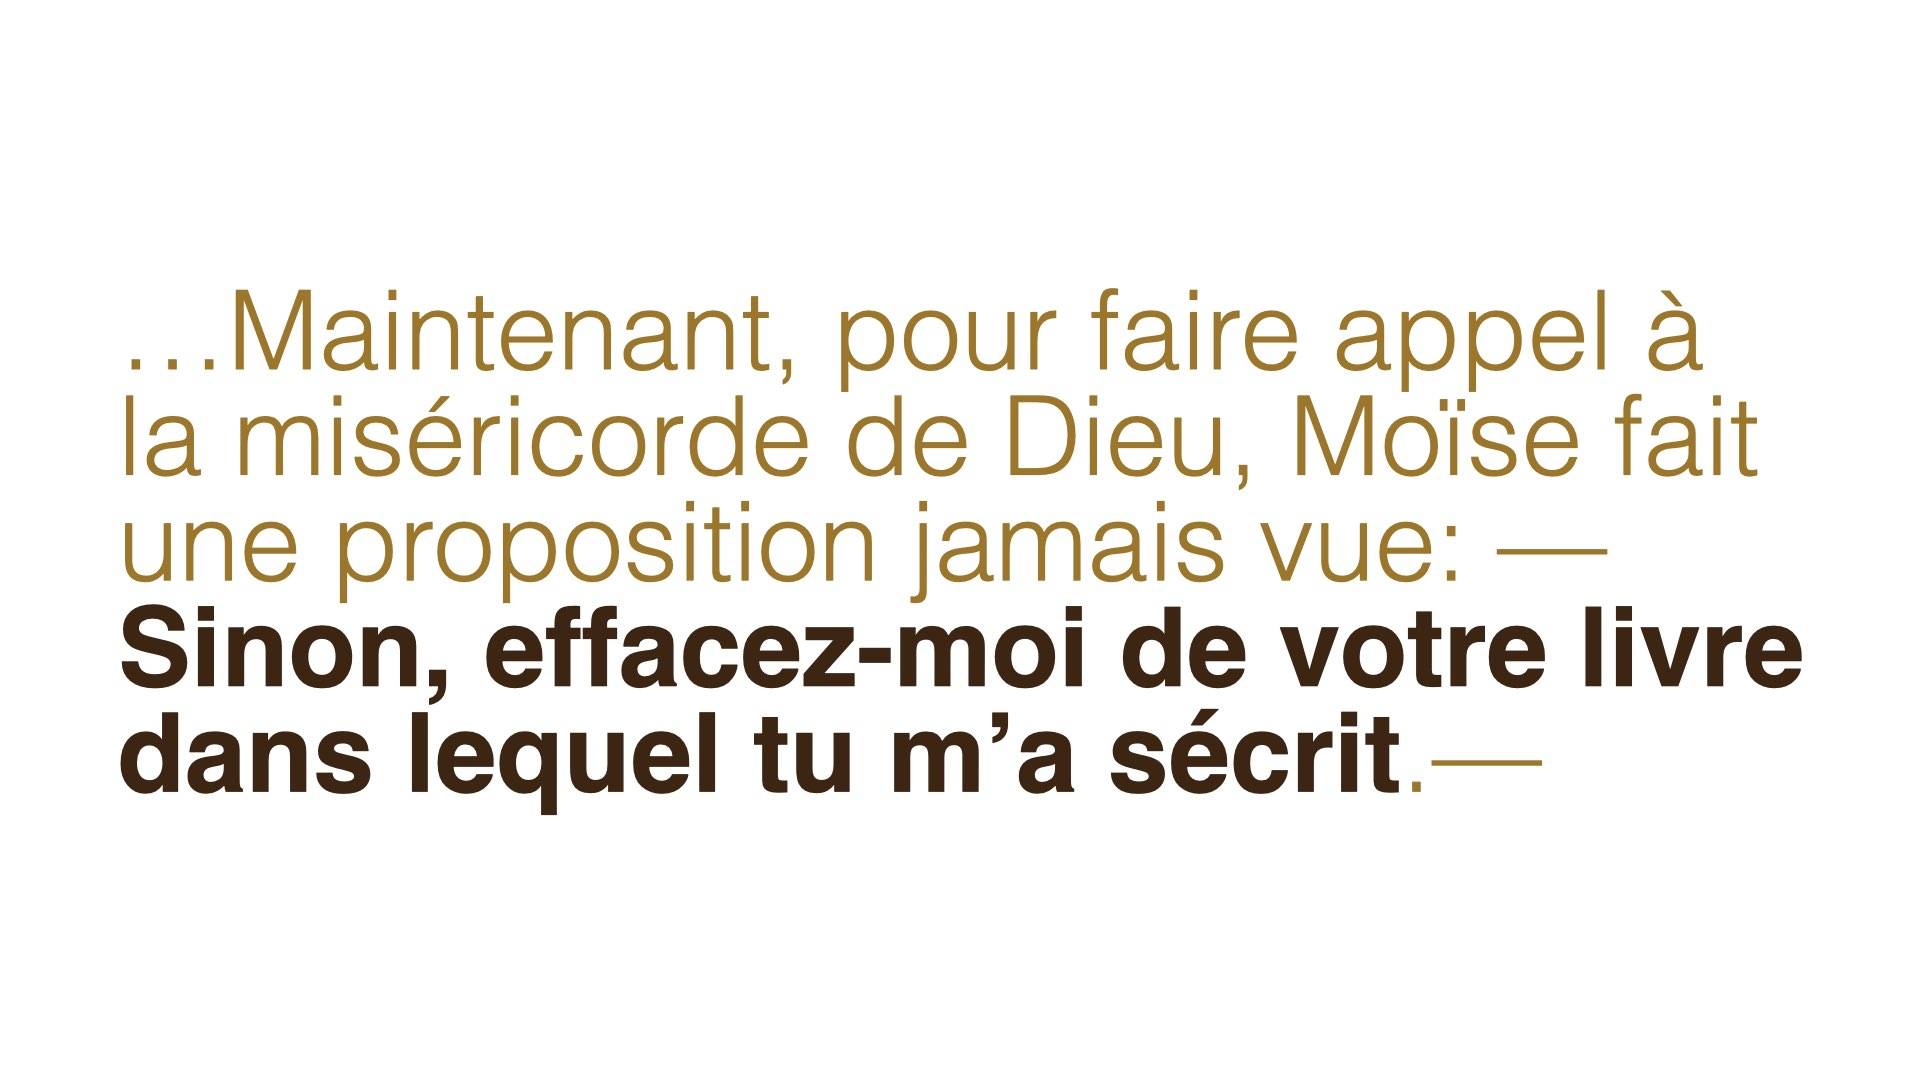 …Maintenant, pour faire appel à
la miséricorde de Dieu, Moïse fait
une proposition jamais vue: —
Sinon, effacez-moi de votre livre
dans lequel tu m’a sécrit.—